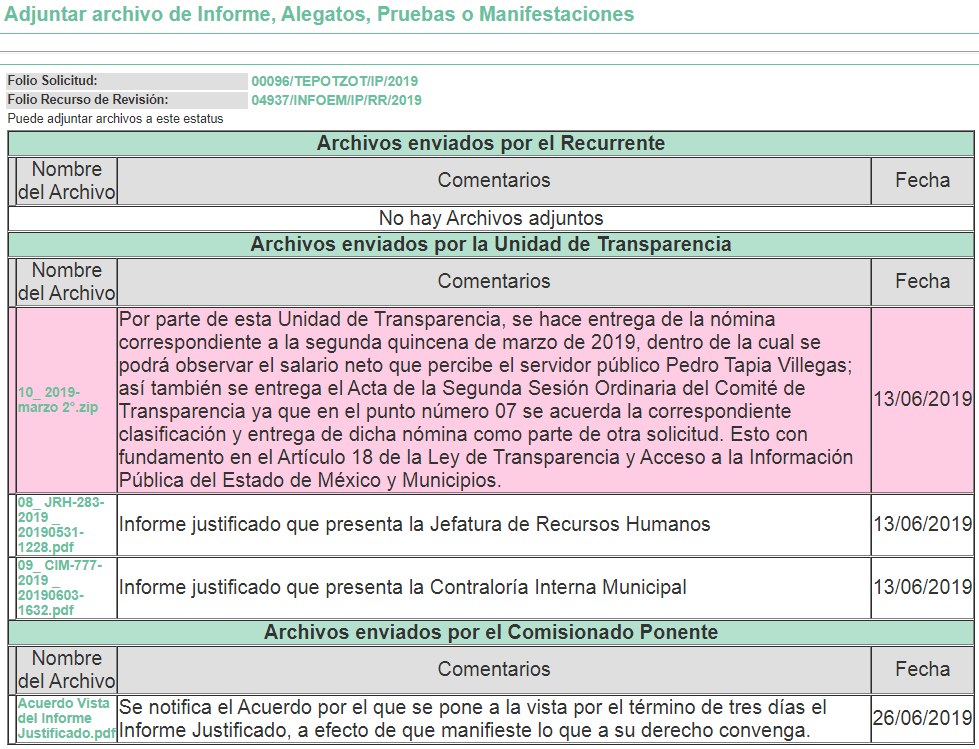 Adjuntar archivo de Informe, Alegatos, Pruebas o Manifestaciones
Folio Solicitud: 00096/TEPOTZOT/IP/2019
Folio Recurso de Revisión: 04937/INFOEM/IP/RR/2019
Puede adjuntar archivos a este estatus
Archivos enviados por el Recurrente
Nombre
del Archivo
Comentarios
Fecha
No hay Archivos adjuntos
Archivos enviados por la Unidad de Transparencia
Nombre
del Archivo
Comentarios
Fecha
10_ 2019-
marzo 2°.zip
Por parte de esta Unidad de Transparencia, se hace entrega de la nómina
correspondiente a la segunda quincena de marzo de 2019, dentro de la cual se
podrá observar el salario neto que percibe el servidor público Pedro Tapia Villegas;
así también se entrega el Acta de la Segunda Sesión Ordinaria del Comité de
Transparencia ya que en el punto número 07 se acuerda la correspondiente
clasificación y entrega de dicha nómina como parte de otra solicitud. Esto con
fundamento en el Artículo 18 de la Ley de Transparencia y Acceso a la Información
Pública del Estado de México y Municipios.
13/06/2019
08_ JRH-283-
2019 _
20190531-
1228.pdf
Informe justificado que presenta la Jefatura de Recursos Humanos
13/06/2019
09_ CIM-777-
2019 _
20190603-
1632.pdf
Informe justificado que presenta la Contraloría Interna Municipal
13/06/2019
Archivos enviados por el Comisionado Ponente
Nombre
del Archivo
Comentarios
Fecha
Acuerdo Vista
del Informe
Justificado.pdf
Se notifica el Acuerdo por el que se pone a la vista por el término de tres días el
Informe Justificado, a efecto de que manifieste lo que a su derecho convenga.
26/06/2019